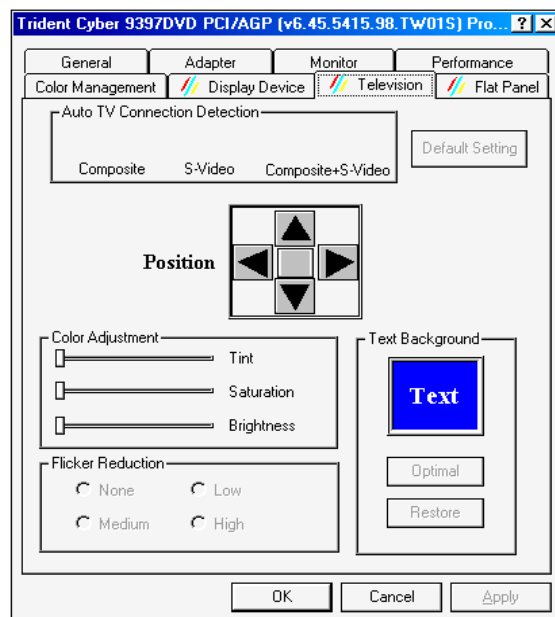 Trident Cyber 9397DVD PCI/AGP (v6.45.5415.98.TW01S) Pro... ? ×
General Adapter Monitor Performance
Color Management Display Device Television Flat Panel
Auto TV Connection Detection
Composite S-Video Composite+S-Video
Default Setting
Position
Color Adjustment
Tint
Saturation
Brightness
Flicker Reduction
None Low
Medium High
Text Background
Text
Optimal
Restore
OK Cancel Apply